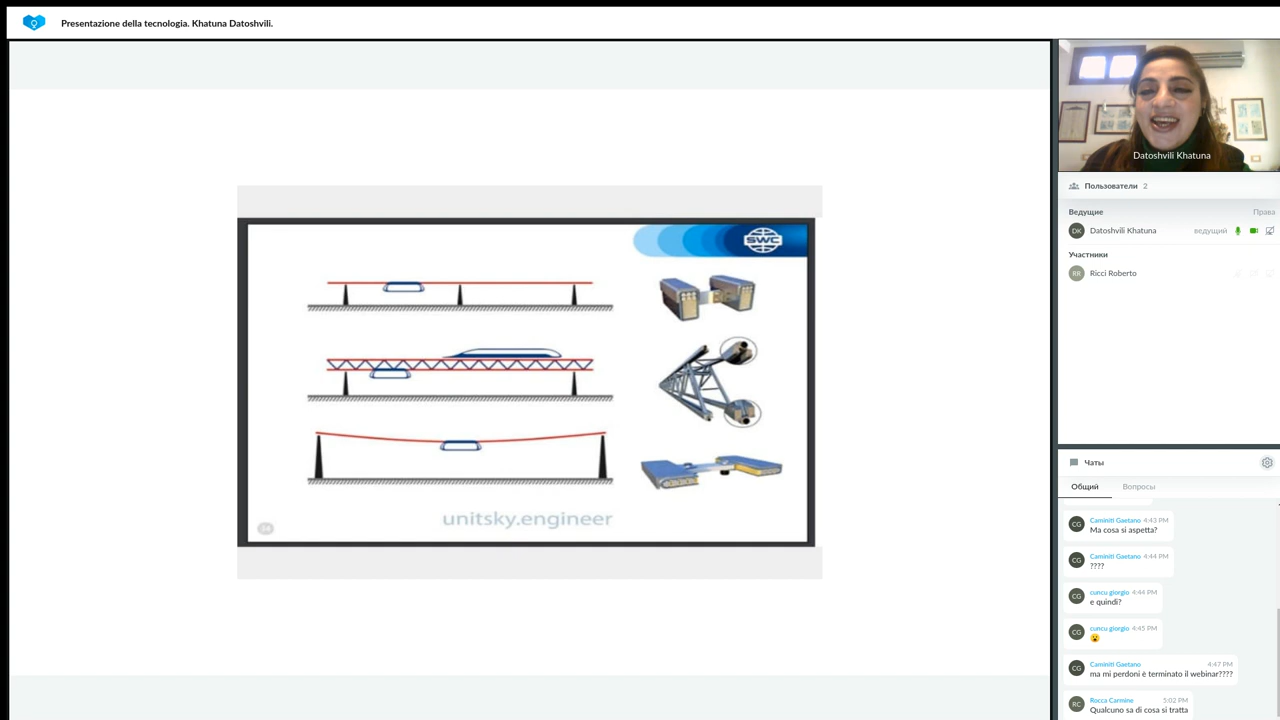 Presentazione della tecnologia. Khatuna Datoshvili.
Datoshvili Khatuna
Пользователи 2
Ведущие Права
DK Datoshvili Khatuna ведущий
Участники
RR Ricci Roberto
SWC
unitsky.engineer
Чаты
Общий Вопросы
CG Caminiti Gaetano 4:43 PM
Ma cosa si aspetta?
CG Caminiti Gaetano 4:44 PM
????
CG cuncu giorgio 4:44 PM
e quindi?
CG cuncu giorgio 4:45 PM
😮
CG Caminiti Gaetano 4:47 PM
ma mi perdoni è terminato il webinar????
RC Rocca Carmine 5:02 PM
Qualcuno sa di cosa si tratta